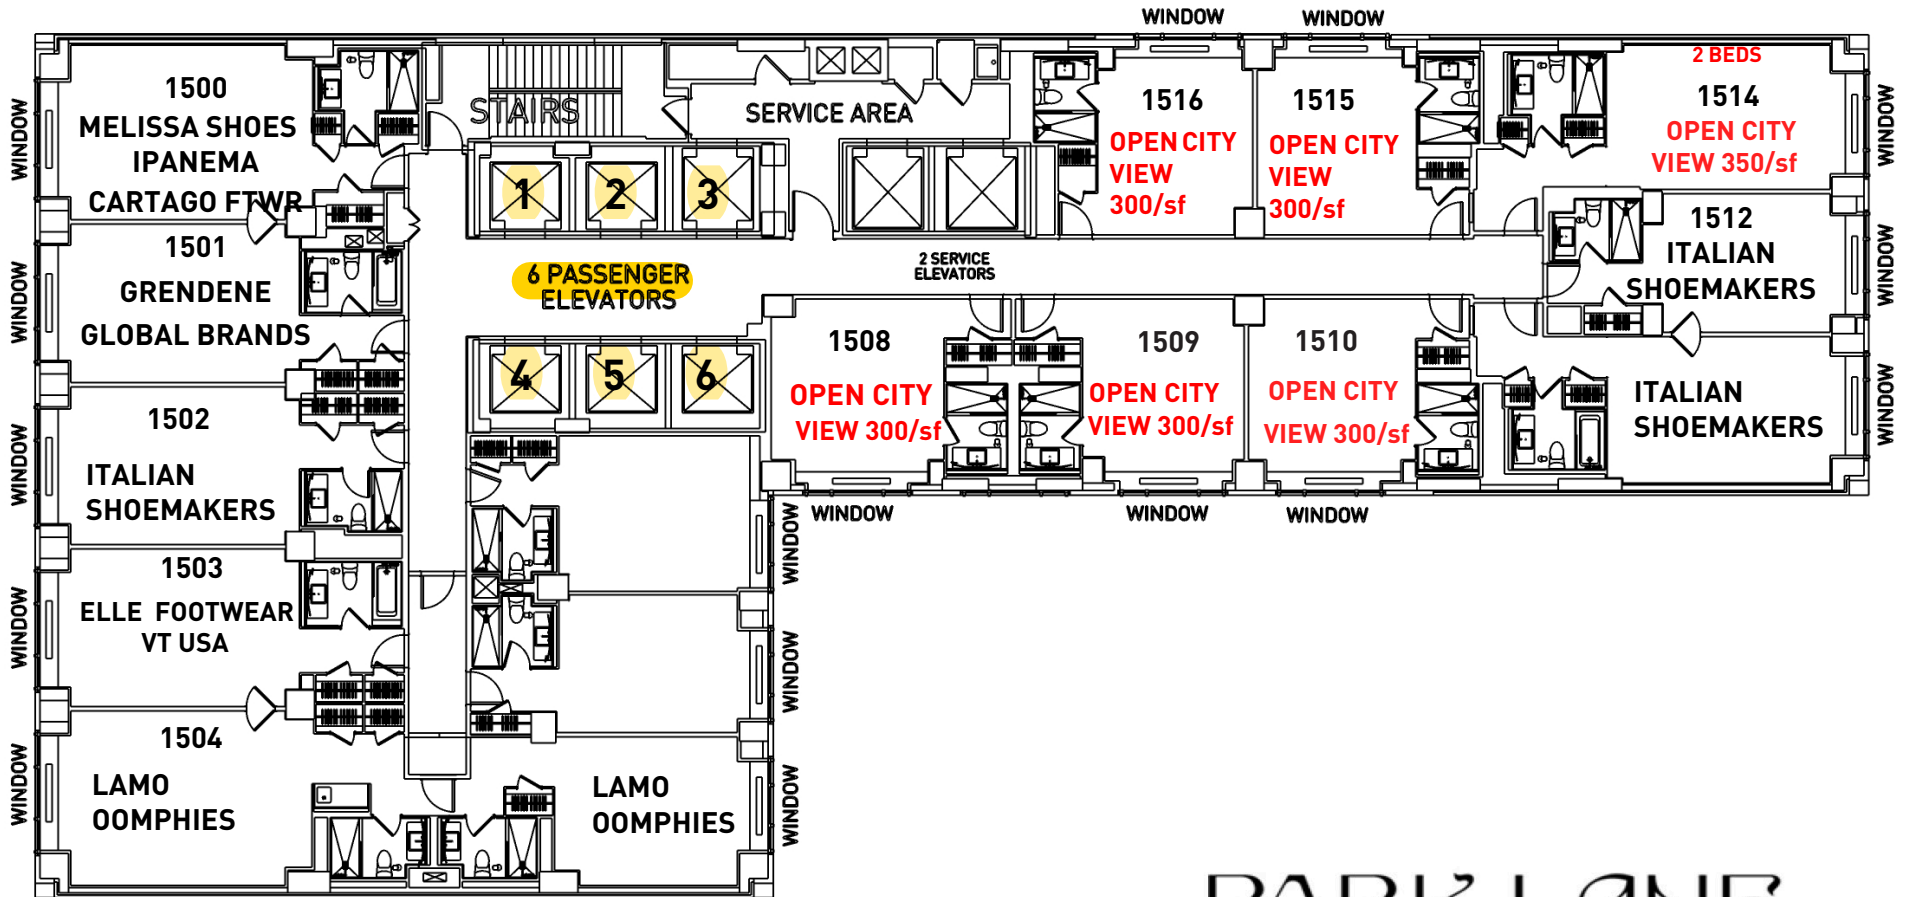 WINDOW
WINDOW
WINDOW
1500
MELISSA SHOES
IPANEMA
CARTAGO FTWR
STAIRS
SERVICE AREA
1516
OPEN CITY
VIEW
300/sf
1515
OPEN CITY
VIEW
300/sf
2 BEDS
1514
OPEN CITY
VIEW 350/sf
WINDOW
1
2
3
WINDOW
1501
GRENDENE
GLOBAL BRANDS
6 PASSENGER
ELEVATORS
2 SERVICE
ELEVATORS
1512
ITALIAN
SHOEMAKERS
WINDOW
4
5
6
1508
OPEN CITY
VIEW 300/sf
1509
OPEN CITY
VIEW 300/sf
1510
OPEN CITY
VIEW 300/sf
ITALIAN
SHOEMAKERS
WINDOW
WINDOW
1502
ITALIAN
SHOEMAKERS
WINDOW
WINDOW
WINDOW
WINDOW
WINDOW
1503
ELLE FOOTWEAR
VT USA
WINDOW
WINDOW
1504
LAMO
OOMPHIES
LAMO
OOMPHIES
WINDOW
PARK LANE